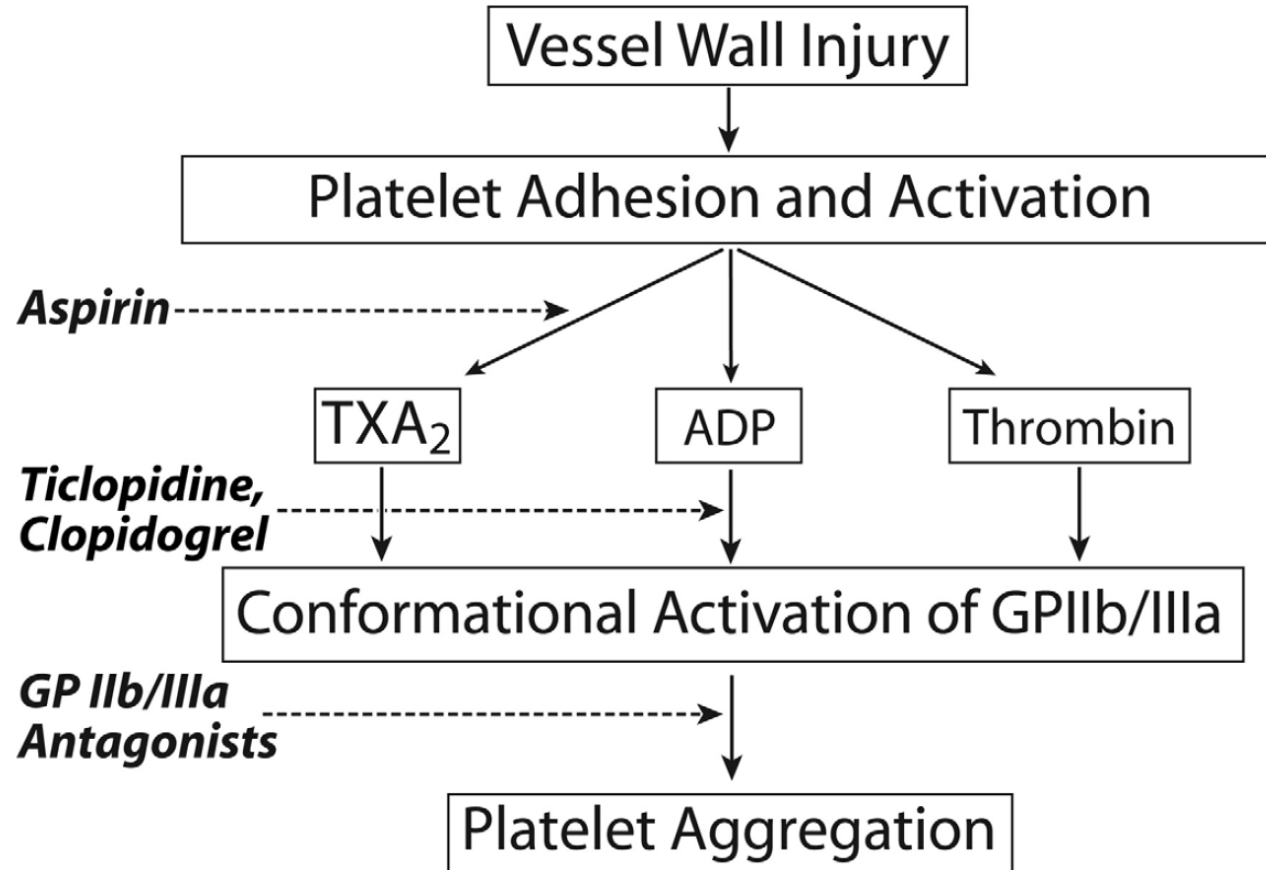 Vessel Wall Injury
Platelet Adhesion and Activation
Aspirin
TXA₂
ADP
Thrombin
Ticlopidine,
Clopidogrel
Conformational Activation of GPIIb/IIIa
GP IIb/IIIa
Antagonists
Platelet Aggregation